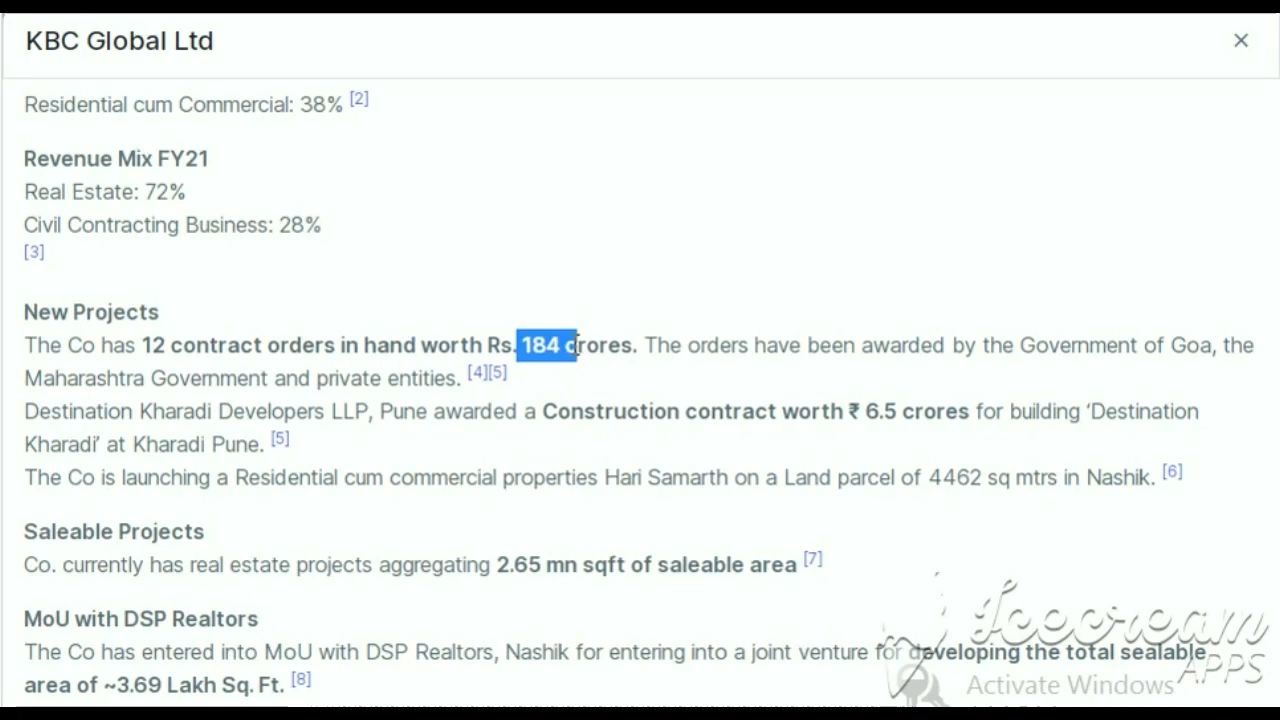 KBC Global Ltd ×
Residential cum Commercial: 38% [2]
Revenue Mix FY21
Real Estate: 72%
Civil Contracting Business: 28%
[3]
New Projects
The Co has 12 contract orders in hand worth Rs. 184 crores. The orders have been awarded by the Government of Goa, the
Maharashtra Government and private entities. [4][5]
Destination Kharadi Developers LLP, Pune awarded a Construction contract worth ₹ 6.5 crores for building ‘Destination
Kharadi’ at Kharadi Pune. [5]
The Co is launching a Residential cum commercial properties Hari Samarth on a Land parcel of 4462 sq mtrs in Nashik. [6]
Saleable Projects
Co. currently has real estate projects aggregating 2.65 mn sqft of saleable area [7]
MoU with DSP Realtors
The Co has entered into MoU with DSP Realtors, Nashik for entering into a joint venture for developing the total sealable
area of ~3.69 Lakh Sq. Ft. [8]
Icecream
APPS
Activate Windows